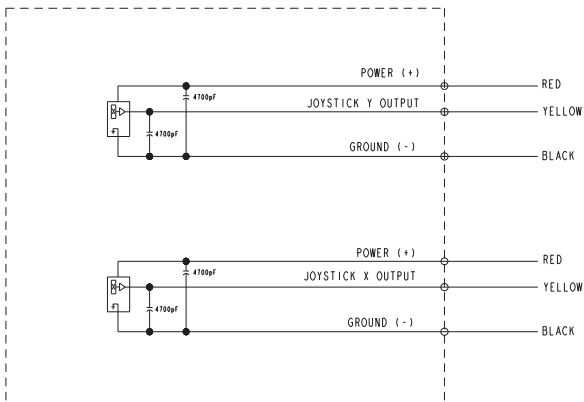 POWER (+)
RED
4700pF
JOYSTICK Y OUTPUT
YELLOW
4700pF
GROUND (-)
BLACK
POWER (+)
RED
4700pF
JOYSTICK X OUTPUT
YELLOW
4700pF
GROUND (-)
BLACK